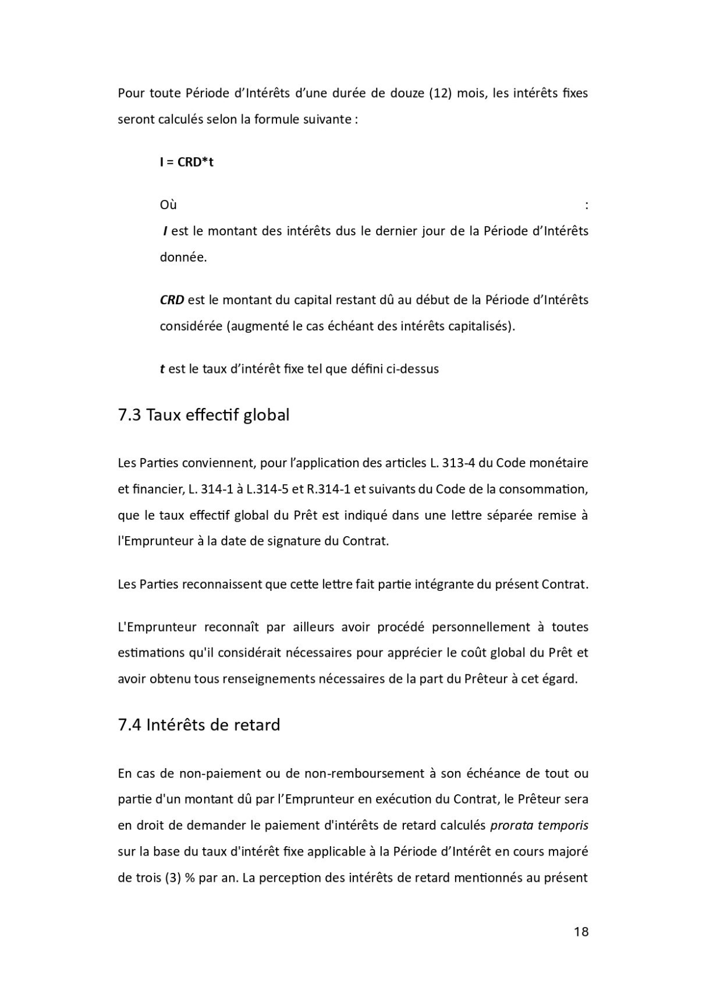 Pour toute Période d’Intérêts d’une durée de douze (12) mois, les intérêts fixes
seront calculés selon la formule suivante :
I = CRD*t
Où :
I est le montant des intérêts dus le dernier jour de la Période d’Intérêts
donnée.
CRD est le montant du capital restant dû au début de la Période d’Intérêts
considérée (augmenté le cas échéant des intérêts capitalisés).
t est le taux d’intérêt fixe tel que défini ci-dessus
7.3 Taux effectif global
Les Parties conviennent, pour l’application des articles L. 313-4 du Code monétaire
et financier, L. 314-1 à L.314-5 et R.314-1 et suivants du Code de la consommation,
que le taux effectif global du Prêt est indiqué dans une lettre séparée remise à
l'Emprunteur à la date de signature du Contrat.
Les Parties reconnaissent que cette lettre fait partie intégrante du présent Contrat.
L'Emprunteur reconnaît par ailleurs avoir procédé personnellement à toutes
estimations qu'il considérait nécessaires pour apprécier le coût global du Prêt et
avoir obtenu tous renseignements nécessaires de la part du Prêteur à cet égard.
7.4 Intérêts de retard
En cas de non-paiement ou de non-remboursement à son échéance de tout ou
partie d'un montant dû par l’Emprunteur en exécution du Contrat, le Prêteur sera
en droit de demander le paiement d'intérêts de retard calculés prorata temporis
sur la base du taux d'intérêt fixe applicable à la Période d’Intérêt en cours majoré
de trois (3) % par an. La perception des intérêts de retard mentionnés au présent
18